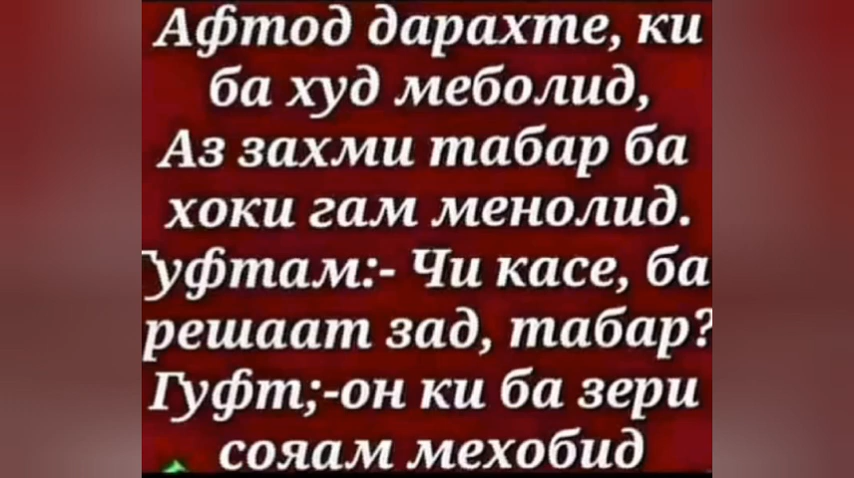 Афтод дарахте, ки
ба худ меболид,
Аз захми табар ба
хоки гам менолид.
Гуфтам:- Чи касе, ба
решаат зад, табар?
Гуфт;-он ки ба зери
сояам мехобид